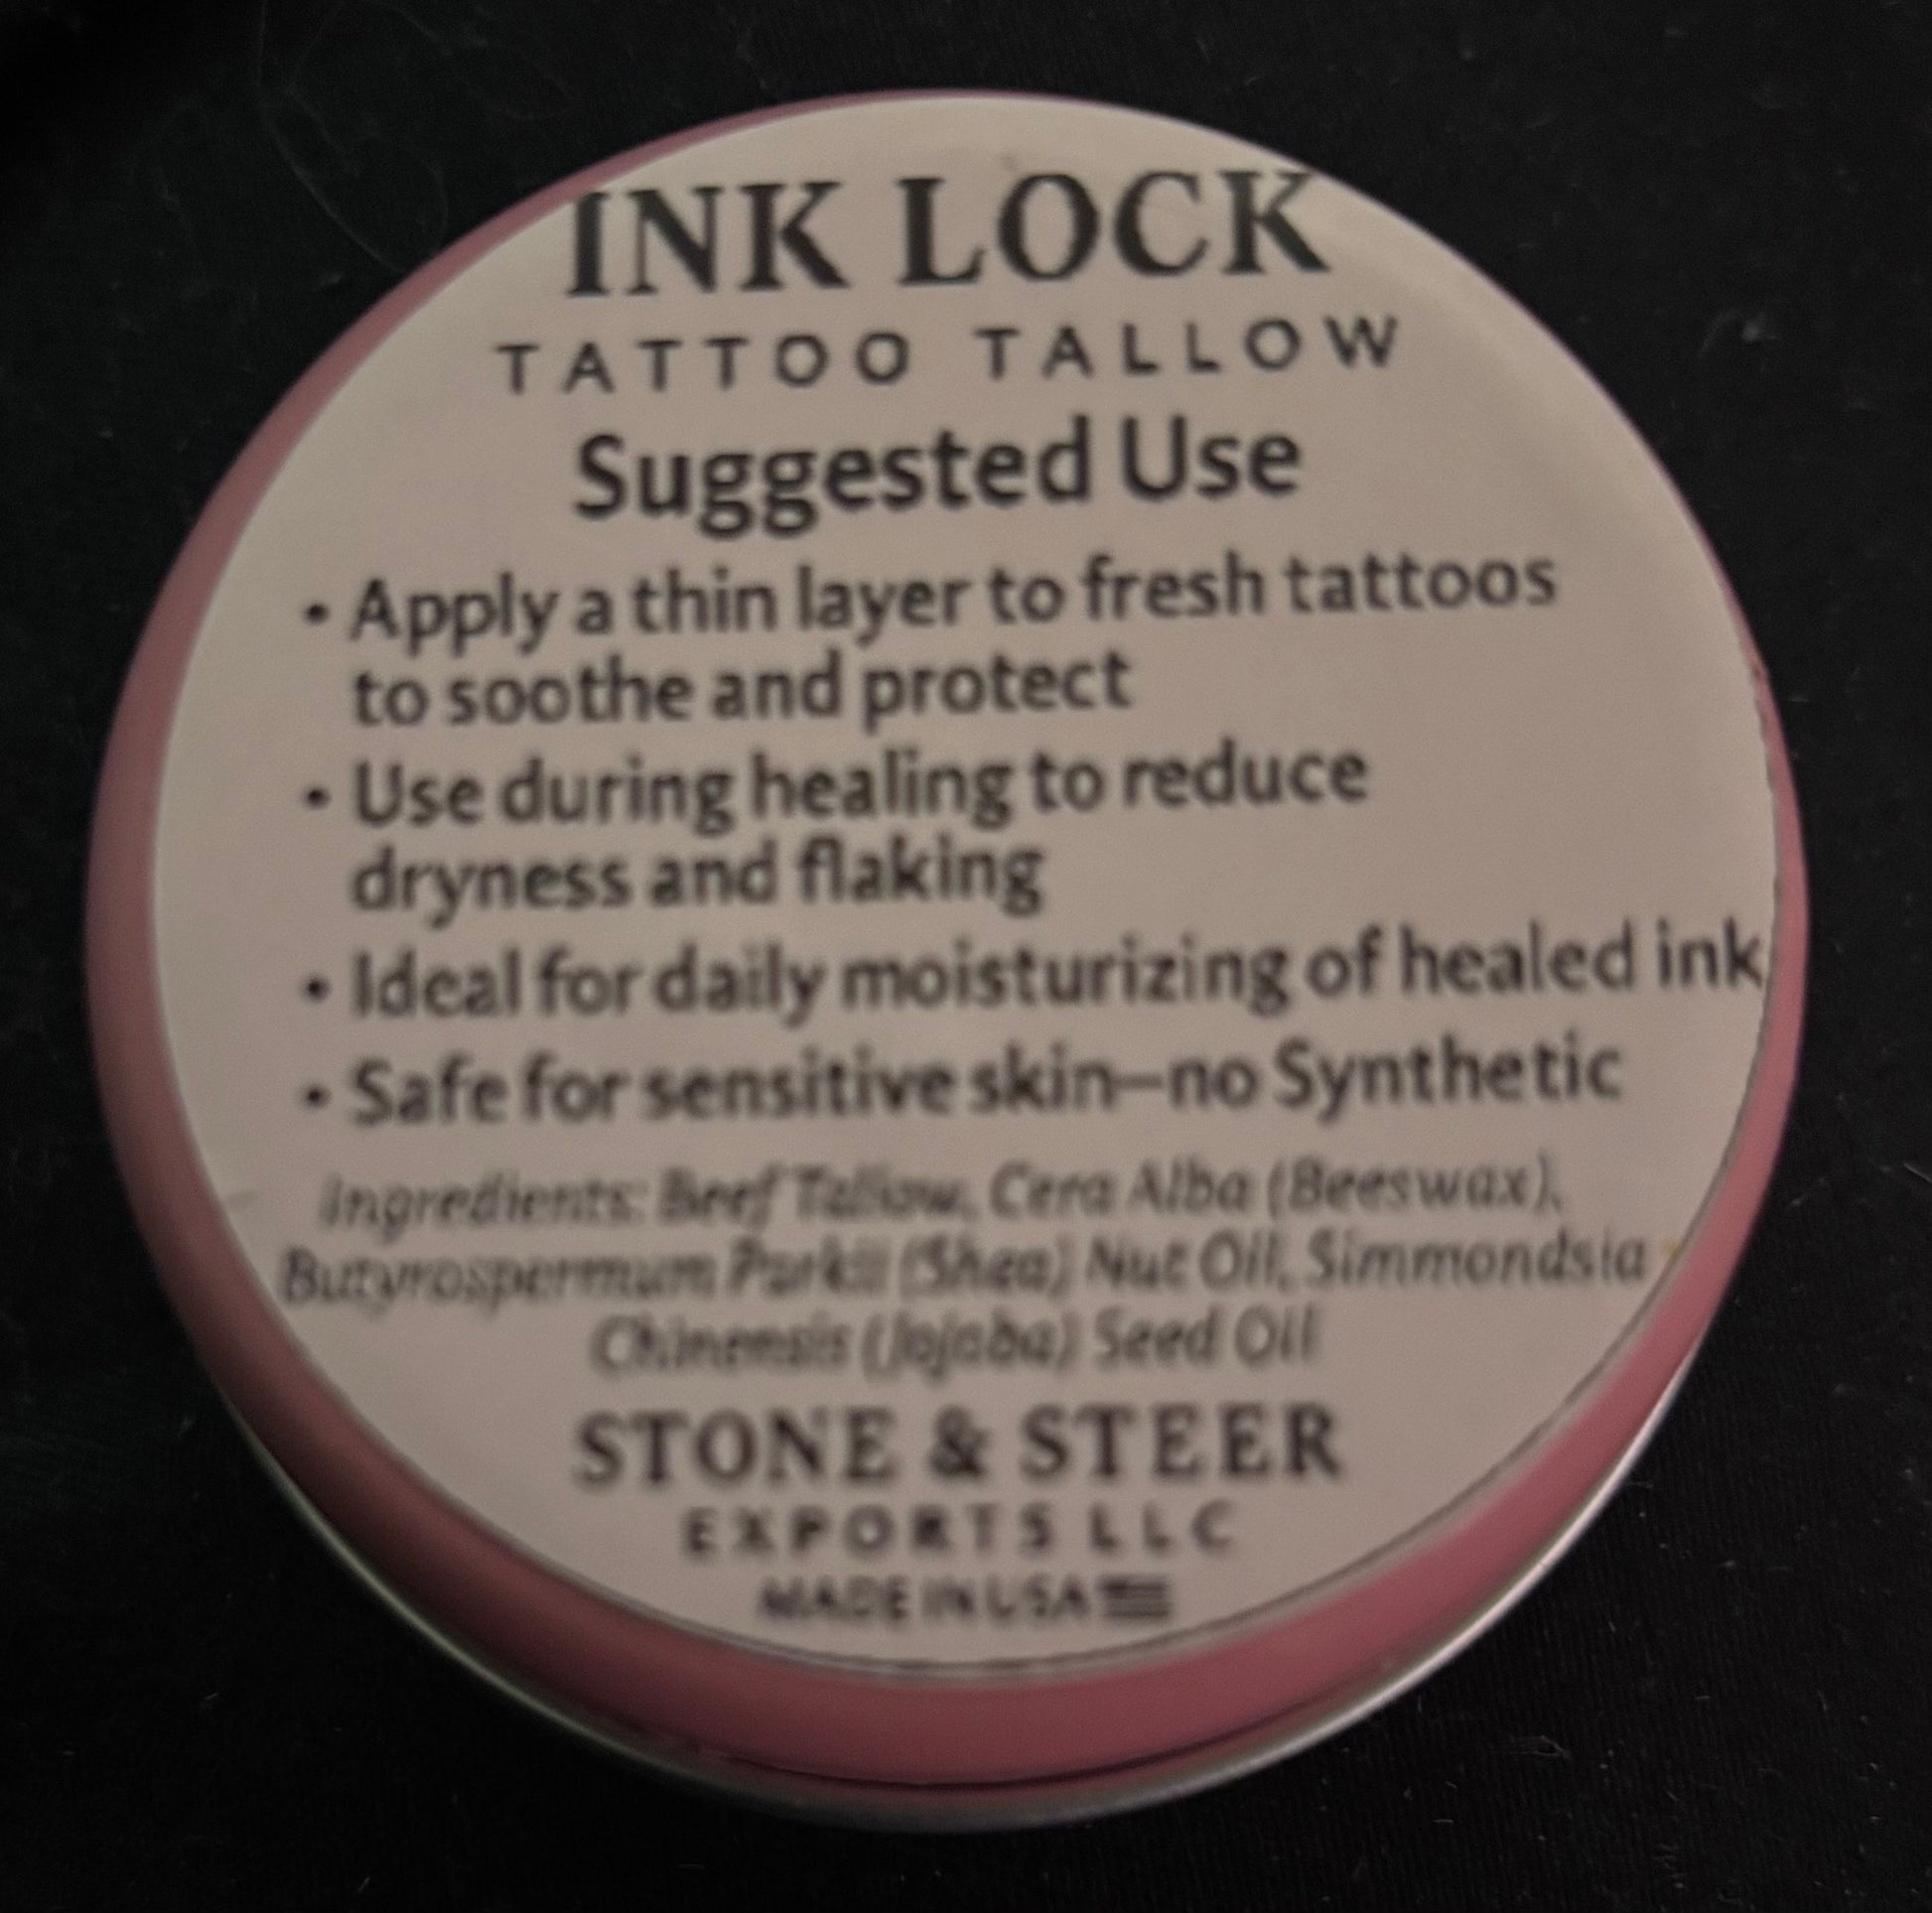 INK LOCK
TATTOO TALLOW
Suggested Use
• Apply a thin layer to fresh tattoos
to soothe and protect
• Use during healing to reduce
dryness and flaking
• Ideal for daily moisturizing of healed ink
• Safe for sensitive skin—no Synthetic
Ingredients: Beef Tallow, Cera Alba (Beeswax),
Butyrospermum Parkii (Shea) Nut Oil, Simmondsia
Chinensis (Jojoba) Seed Oil
STONE & STEER
EXPORTS LLC
MADE IN USA